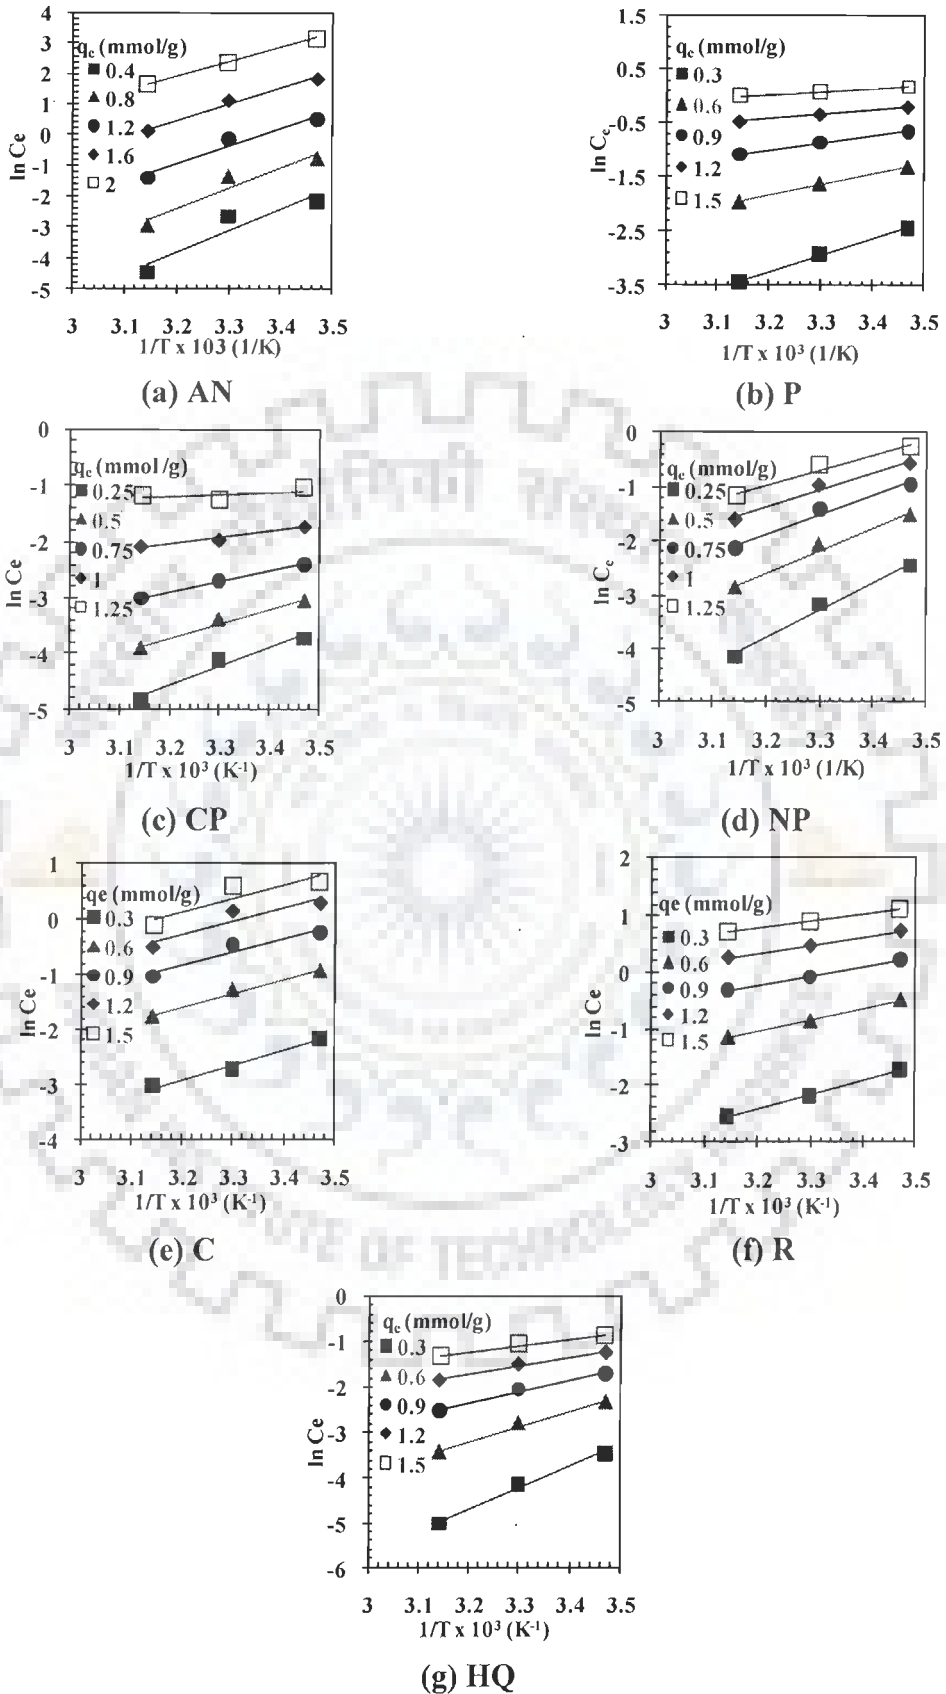 4
3
2
1
0
-1
-2
-3
-4
-5
ln Ce
qe (mmol/g)
0.4
0.8
1.2
1.6
2
3 3.1 3.2 3.3 3.4 3.5
1/T x 103 (1/K)
(a) AN
1.5
0.5
-0.5
-1.5
-2.5
-3.5
ln Ce
qe (mmol/g)
0.3
0.6
0.9
1.2
1.5
3 3.1 3.2 3.3 3.4 3.5
1/T x 10³ (1/K)
(b) P
0
-1
-2
-3
-4
-5
ln Ce
qe (mmol/g)
0.25
0.5
0.75
1
1.25
3 3.1 3.2 3.3 3.4 3.5
1/T x 10³ (K⁻¹)
(c) CP
0
-1
-2
-3
-4
-5
ln Ce
qe (mmol/g)
0.25
0.5
0.75
1
1.25
3 3.1 3.2 3.3 3.4 3.5
1/T x 10³ (1/K)
(d) NP
1
0
-1
-2
-3
-4
ln Ce
qe (mmol/g)
0.3
0.6
0.9
1.2
1.5
3 3.1 3.2 3.3 3.4 3.5
1/T x 10³ (K⁻¹)
(e) C
2
1
0
-1
-2
-3
ln Ce
qe (mmol/g)
0.3
0.6
0.9
1.2
1.5
3 3.1 3.2 3.3 3.4 3.5
1/T x 10³ (K⁻¹)
(f) R
0
-1
-2
-3
-4
-5
-6
ln Ce
qe (mmol/g)
0.3
0.6
0.9
1.2
1.5
3 3.1 3.2 3.3 3.4 3.5
1/T x 10³ (K⁻¹)
(g) HQ
OF TECHNOLOGY